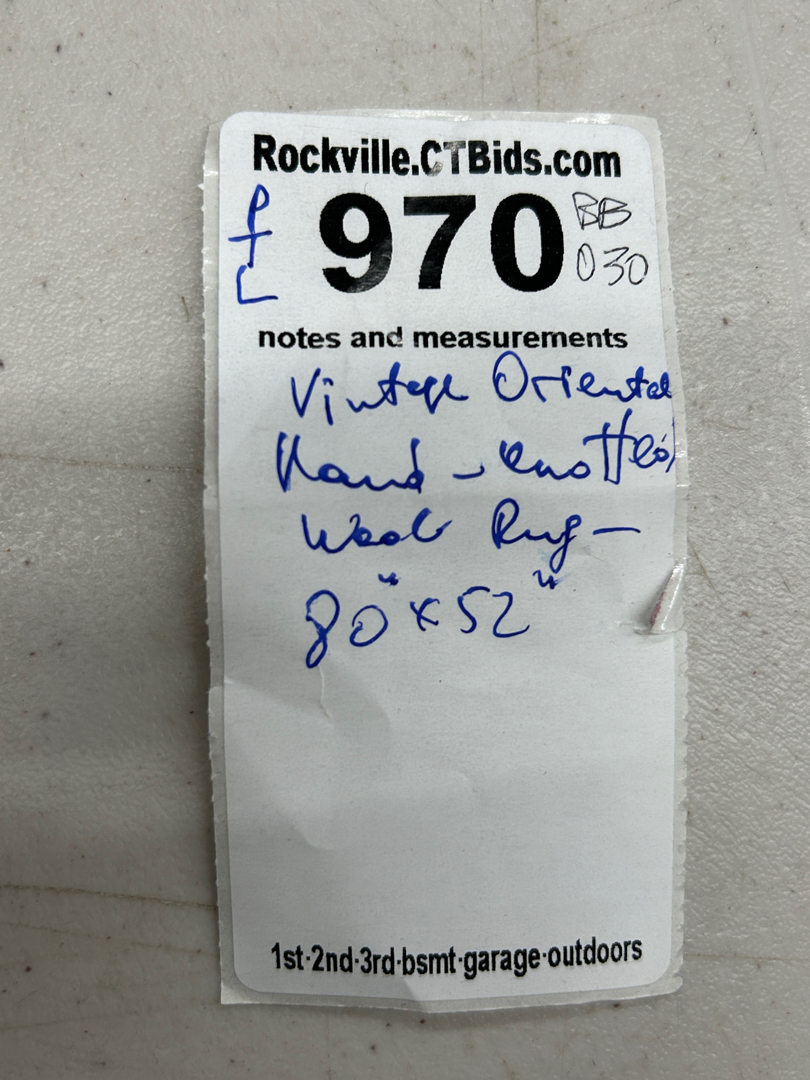 Rockville.CTBids.com
P
T
L
970
BB
030
notes and measurements
Vintage Oriental
Hand - Knotted
Wool Rug -
80" x 52"
1st·2nd·3rd·bsmt·garage·outdoors